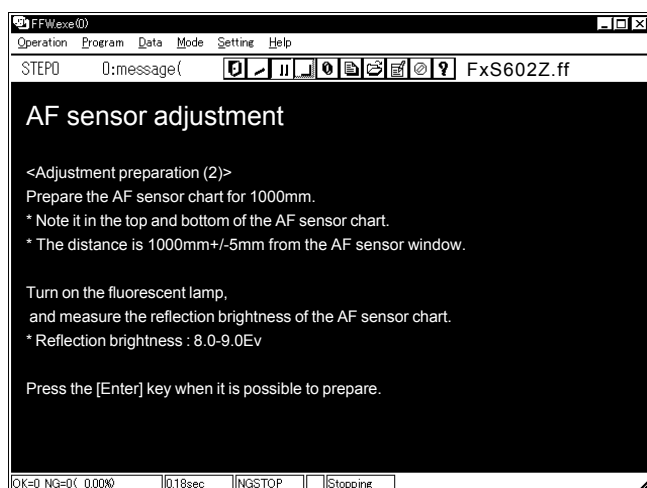 FFW.exe(0)
Operation Program Data Mode Setting Help
STEP0 0:message( FxS602Z.ff
AF sensor adjustment
<Adjustment preparation (2)>
Prepare the AF sensor chart for 1000mm.
* Note it in the top and bottom of the AF sensor chart.
* The distance is 1000mm+/-5mm from the AF sensor window.
Turn on the fluorescent lamp,
and measure the reflection brightness of the AF sensor chart.
* Reflection brightness : 8.0-9.0Ev
Press the [Enter] key when it is possible to prepare.
OK=0 NG=0( 0.00%) 0.18sec NGSTOP Stopping